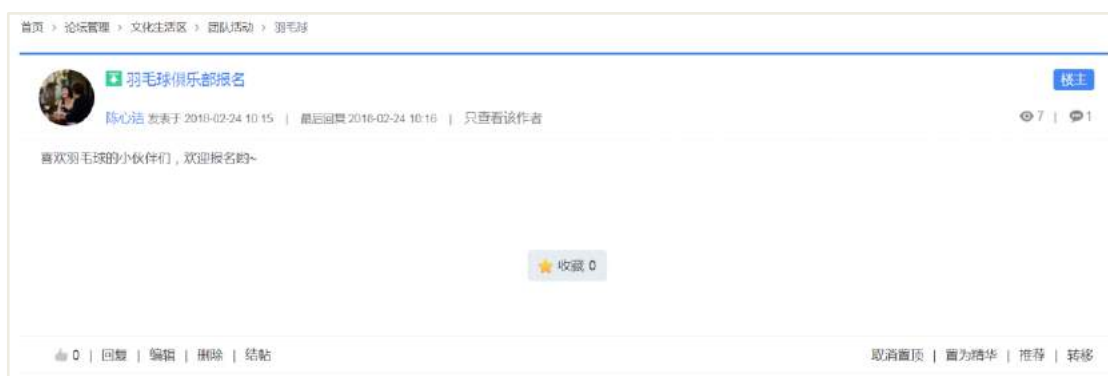 首页 > 论坛管理 > 文化生活区 > 团队活动 > 羽毛球
羽毛球俱乐部报名
楼主
陈心洁 发表于 2018-02-24 10:15 | 最后回复 2018-02-24 10:16 | 只查看该作者
7 | 1
喜欢羽毛球的小伙伴们，欢迎报名哟~
收藏 0
0 | 回复 | 编辑 | 删除 | 结帖
取消置顶 | 置为精华 | 推荐 | 转移